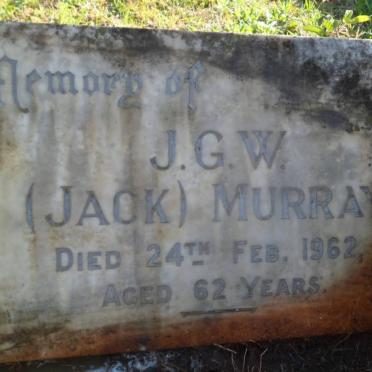 Memory of
J.G.W.
(JACK) MURRAY
DIED 24TH FEB. 1962,
AGED 62 YEARS.